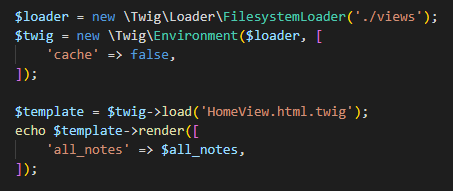 $loader = new \Twig\Loader\FilesystemLoader('./views');
$twig = new \Twig\Environment($loader, [
    'cache' => false,
]);

$template = $twig->load('HomeView.html.twig');
echo $template->render([
    'all_notes' => $all_notes,
]);